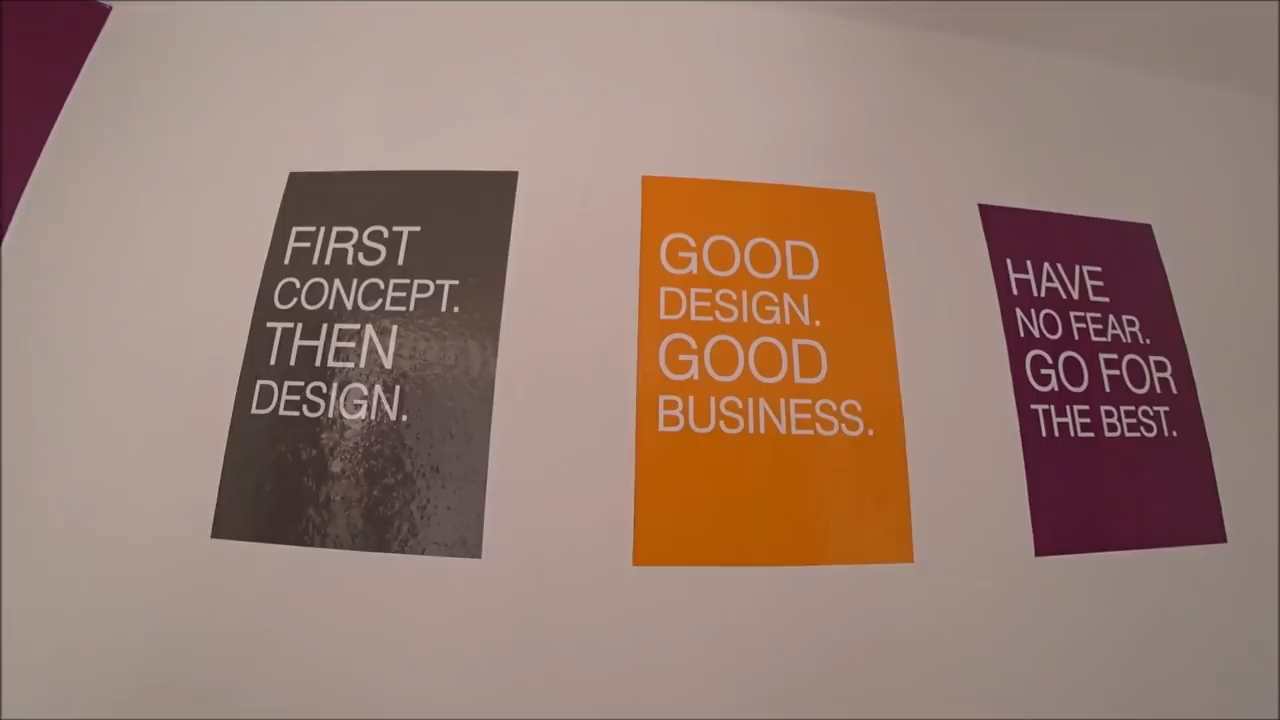 FIRST
CONCEPT.
THEN
DESIGN.
GOOD
DESIGN.
GOOD
BUSINESS.
HAVE
NO FEAR.
GO FOR
THE BEST.